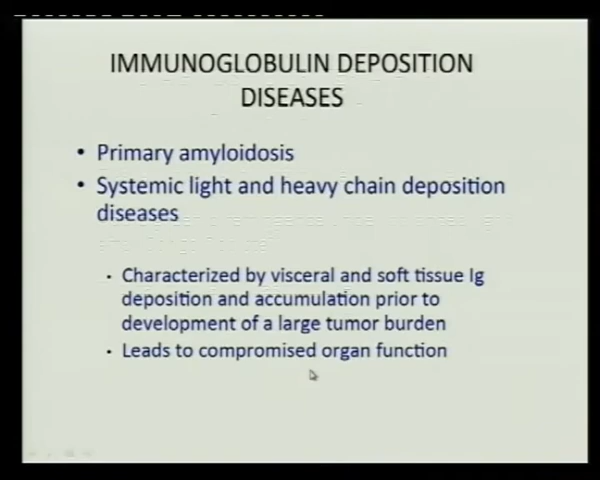 IMMUNOGLOBULIN DEPOSITION
DISEASES
• Primary amyloidosis
• Systemic light and heavy chain deposition
diseases
• Characterized by visceral and soft tissue Ig
deposition and accumulation prior to
development of a large tumor burden
• Leads to compromised organ function